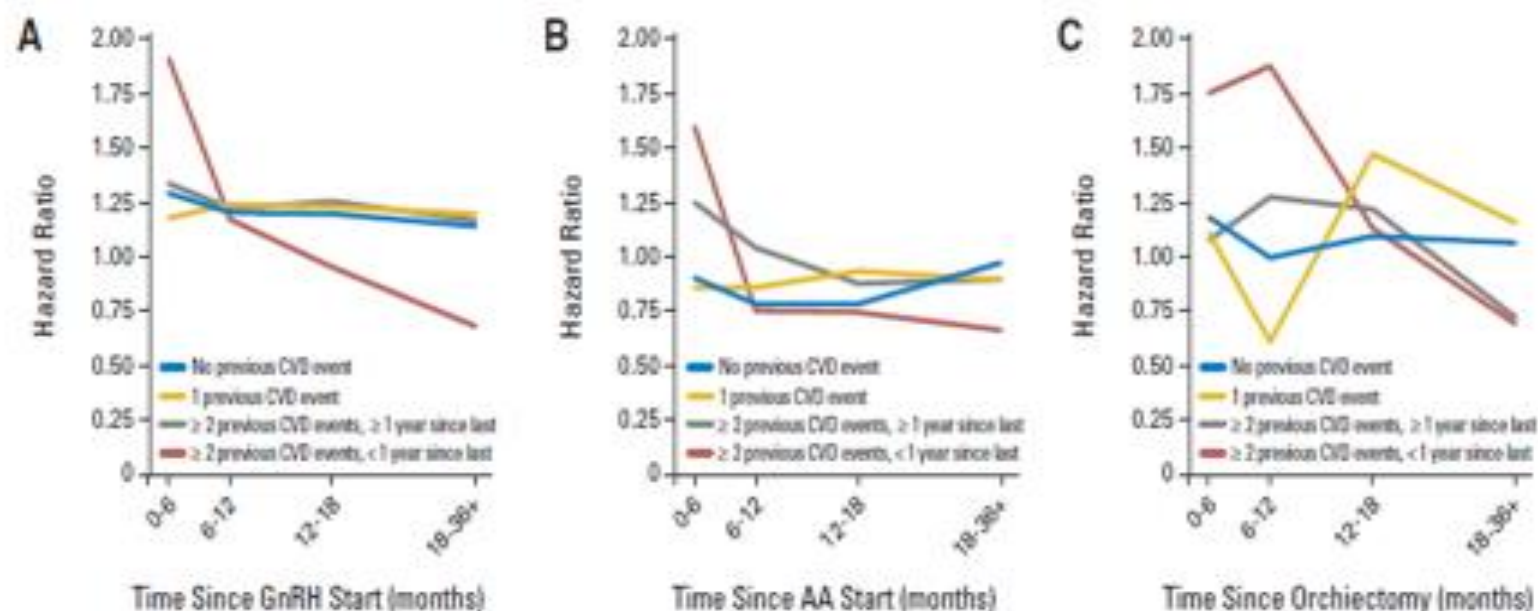 A
Hazard Ratio
2.00
1.75
1.50
1.25
1.00
0.75
0.50
0.25
0
No previous CVD event
1 previous CVD event
≥ 2 previous CVD events, ≥ 1 year since last
≥ 2 previous CVD events, < 1 year since last
0-6
6-12
12-18
18-36+
Time Since GnRH Start (months)
B
Hazard Ratio
2.00
1.75
1.50
1.25
1.00
0.75
0.50
0.25
0
No previous CVD event
1 previous CVD event
≥ 2 previous CVD events, ≥ 1 year since last
≥ 2 previous CVD events, < 1 year since last
0-6
6-12
12-18
18-36+
Time Since AA Start (months)
C
Hazard Ratio
2.00
1.75
1.50
1.25
1.00
0.75
0.50
0.25
0
No previous CVD event
1 previous CVD event
≥ 2 previous CVD events, ≥ 1 year since last
≥ 2 previous CVD events, < 1 year since last
0-6
6-12
12-18
18-36+
Time Since Orchiectomy (months)